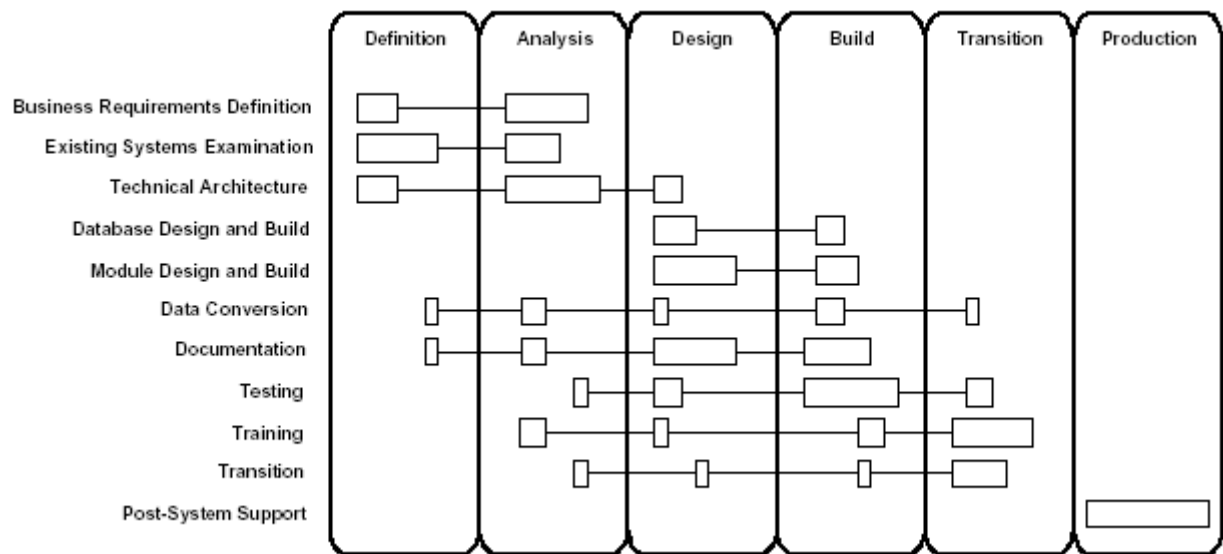 Definition Analysis Design Build Transition Production
Business Requirements Definition
Existing Systems Examination
Technical Architecture
Database Design and Build
Module Design and Build
Data Conversion
Documentation
Testing
Training
Transition
Post-System Support